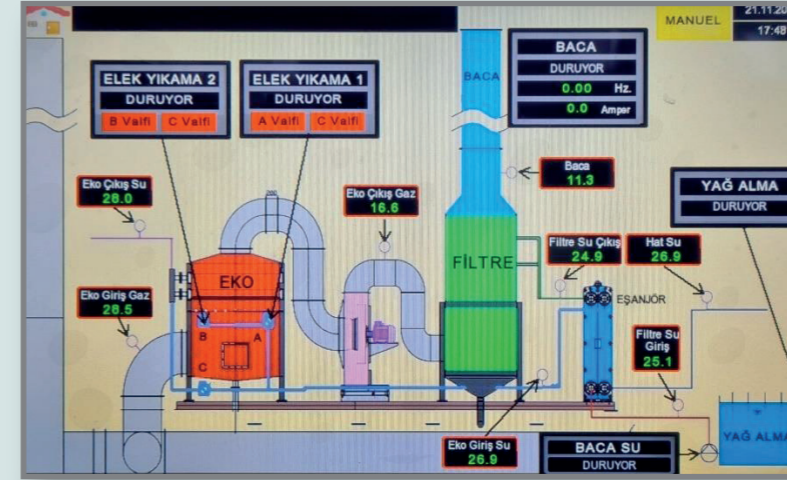 MANUEL
21.11.20
17:48
BACA
DURUYOR
0.00 Hz.
0.0 Amper
ELEK YIKAMA 2
DURUYOR
B Valfi C Valfi
ELEK YIKAMA 1
DURUYOR
A Valfi C Valfi
BACA
Baca
11.3
YAĞ ALMA
DURUYOR
Eko Çıkış Su
28.0
Eko Çıkış Gaz
16.6
Filtre Su Çıkış
24.9
Hat Su
26.9
EKO
FİLTRE
EŞANJÖR
Eko Giriş Gaz
28.5
B
A
C
Filtre Su
Giriş
25.1
Eko Giriş Su
26.9
BACA SU
DURUYOR
YAĞ ALMA